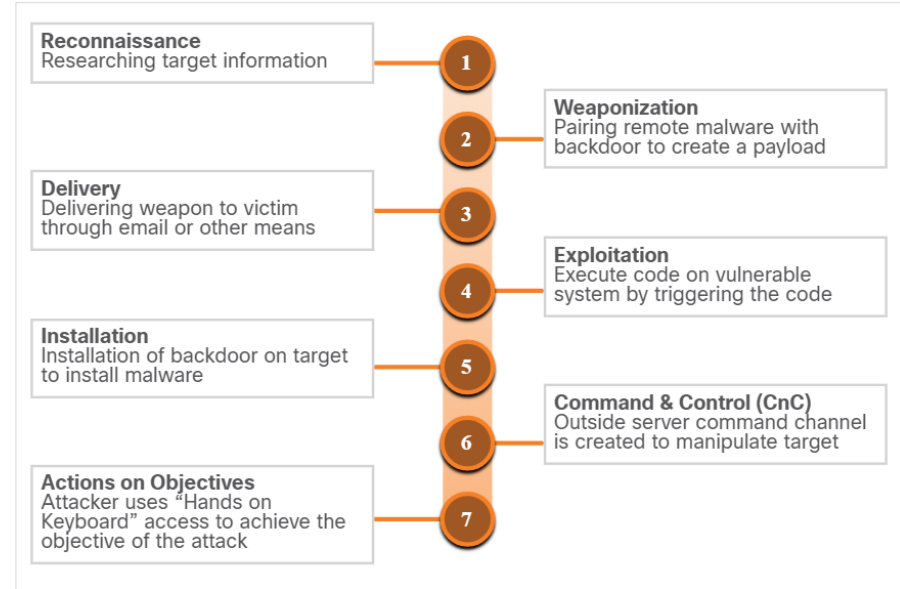 Reconnaissance
Researching target information
1
Weaponization
Pairing remote malware with
backdoor to create a payload
2
Delivery
Delivering weapon to victim
through email or other means
3
Exploitation
Execute code on vulnerable
system by triggering the code
4
Installation
Installation of backdoor on target
to install malware
5
Command & Control (CnC)
Outside server command channel
is created to manipulate target
6
Actions on Objectives
Attacker uses “Hands on
Keyboard” access to achieve the
objective of the attack
7